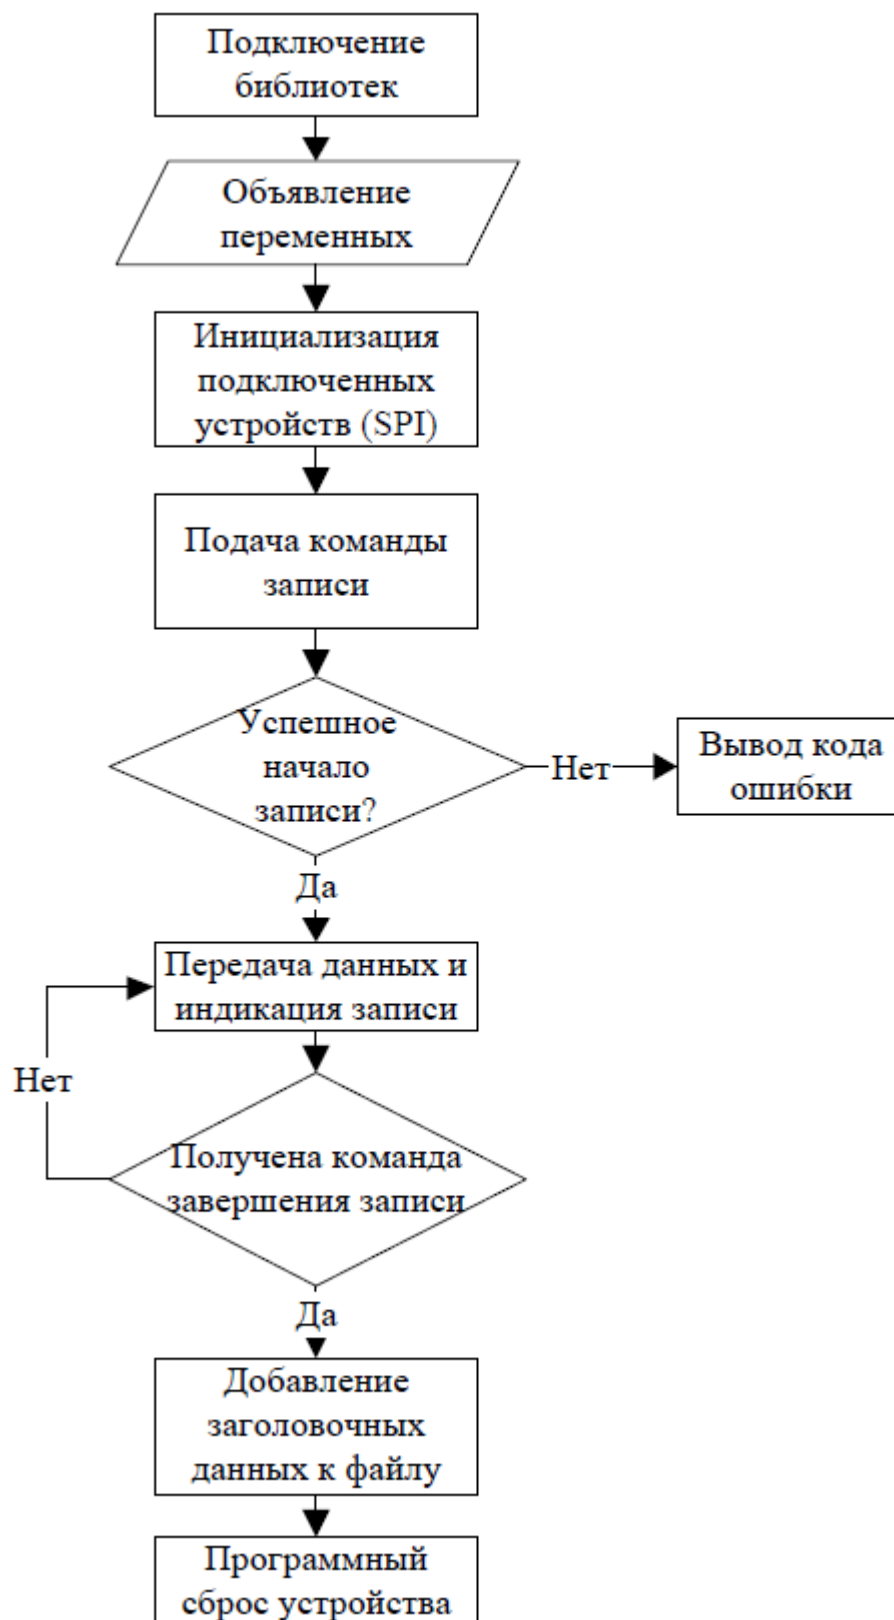 Подключение
библиотек
Объявление
переменных
Инициализация
подключенных
устройств (SPI)
Подача команды
записи
Успешное
начало
записи?
Нет
Вывод кода
ошибки
Да
Передача данных и
индикация записи
Нет
Получена команда
завершения записи
Да
Добавление
заголовочных
данных к файлу
Программный
сброс устройства